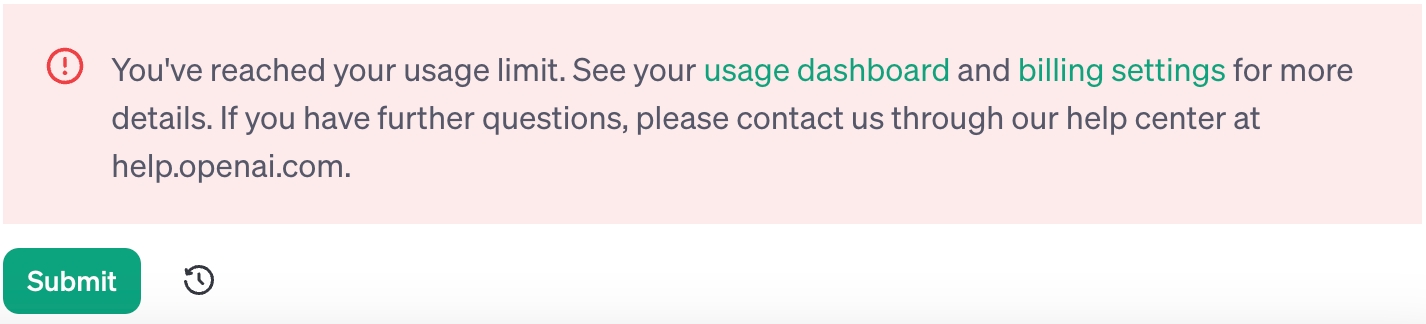 You've reached your usage limit. See your usage dashboard and billing settings for more
details. If you have further questions, please contact us through our help center at
help.openai.com.
Submit